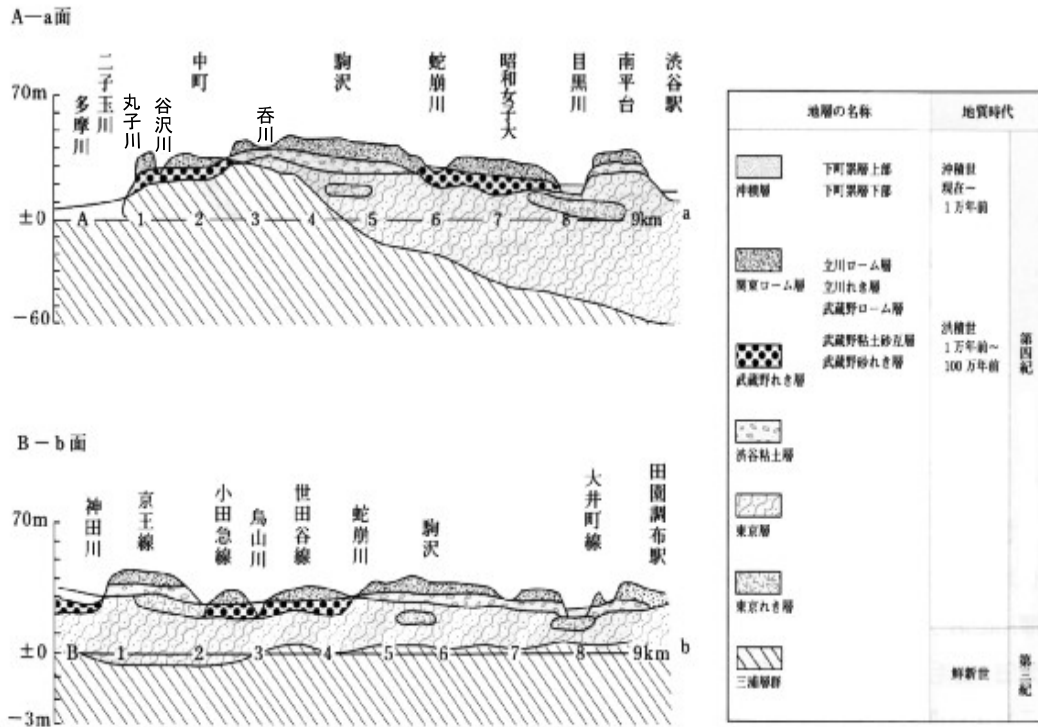 A—a面
二子玉川
多摩川
丸子川
谷沢川
中町
呑川
駒沢
蛇崩川
昭和女子大
目黒川
南平台
渋谷駅
70m
±0
−60
A 1 2 3 4 5 6 7 8 9km a
B－b面
神田川
京王線
小田急線
烏山川
世田谷線
蛇崩川
駒沢
大井町線
田園調布駅
70m
±0
−3m
B 1 2 3 4 5 6 7 8 9km b
地層の名称
地質時代
沖積層
下町累層上部
下町累層下部
沖積世
現在～
1万年前
関東ローム層
立川ローム層
立川れき層
武蔵野ローム層
武蔵野れき層
武蔵野粘土砂互層
武蔵野砂れき層
洪積世
1万年前～
100万年前
第四紀
渋谷粘土層
東京層
東京れき層
三浦層群
鮮新世
第三紀